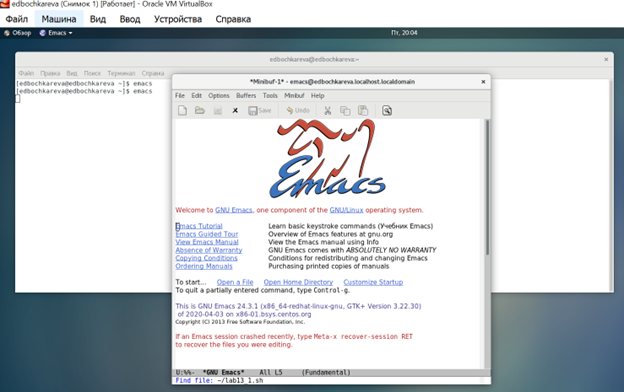 edbochkareva (Снимок 1) [Работает] - Oracle VM VirtualBox
Файл Машина Вид Ввод Устройства Справка
Обзор Emacs Пт, 20:04
edbochkareva@edbochkareva:~
Файл Правка Вид Поиск Терминал Справка
[edbochkareva@edbochkareva ~]$ emacs
[edbochkareva@edbochkareva ~]$ emacs
*Minibuf-1* - emacs@edbochkareva.localhost.localdomain
File Edit Options Buffers Tools Minibuf Help
Save Undo
Emacs
Welcome to GNU Emacs, one component of the GNU/Linux operating system.
Emacs Tutorial Learn basic keystroke commands (Учебник Emacs)
Emacs Guided Tour Overview of Emacs features at gnu.org
View Emacs Manual View the Emacs manual using Info
Absence of Warranty GNU Emacs comes with ABSOLUTELY NO WARRANTY
Copying Conditions Conditions for redistributing and changing Emacs
Ordering Manuals Purchasing printed copies of manuals
To start... Open a File Open Home Directory Customize Startup
To quit a partially entered command, type Control-g.
This is GNU Emacs 24.3.1 (x86_64-redhat-linux-gnu, GTK+ Version 3.22.30)
of 2020-04-03 on x86-01.bsys.centos.org
Copyright (C) 2013 Free Software Foundation, Inc.
If an Emacs session crashed recently, type Meta-x recover-session RET
to recover the files you were editing.
U:%%- *GNU Emacs* All L5 (Fundamental)
Find file: ~/lab13_1.sh